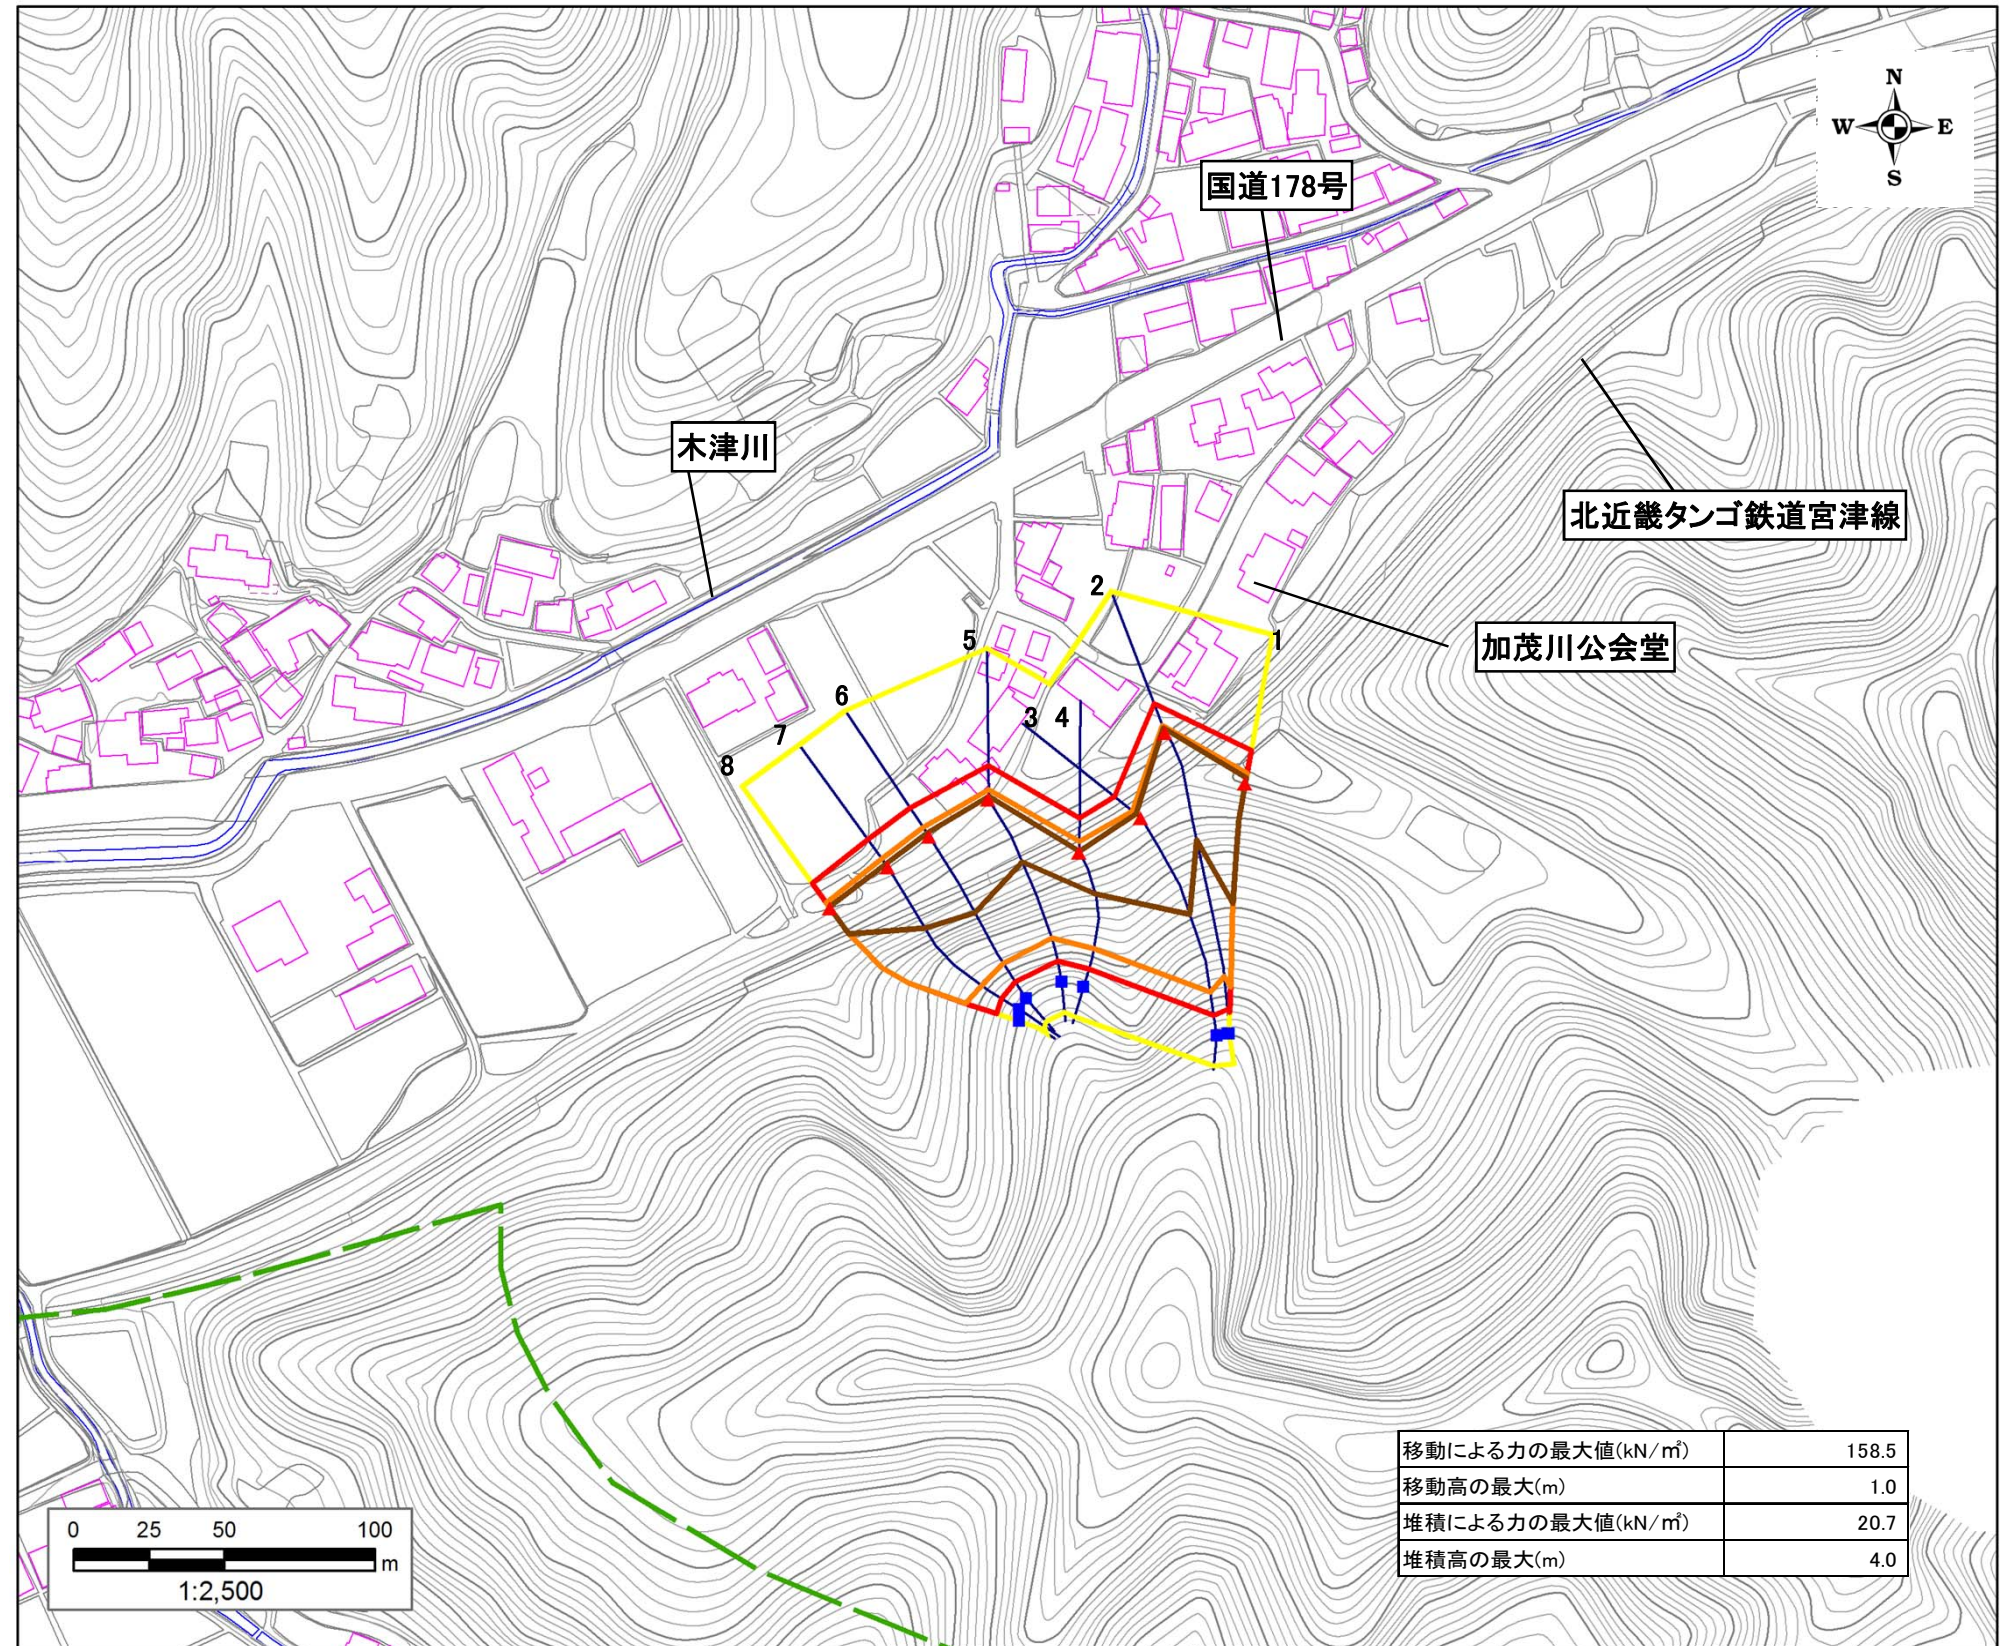 N
W E
S
国道178号
木津川
北近畿タンゴ鉄道宮津線
加茂川公会堂
2
1
5
6
3 4
7
8
移動による力の最大値(kN/㎡) 158.5
移動高の最大(m) 1.0
堆積による力の最大値(kN/㎡) 20.7
堆積高の最大(m) 4.0
0 25 50 100
m
1:2,500